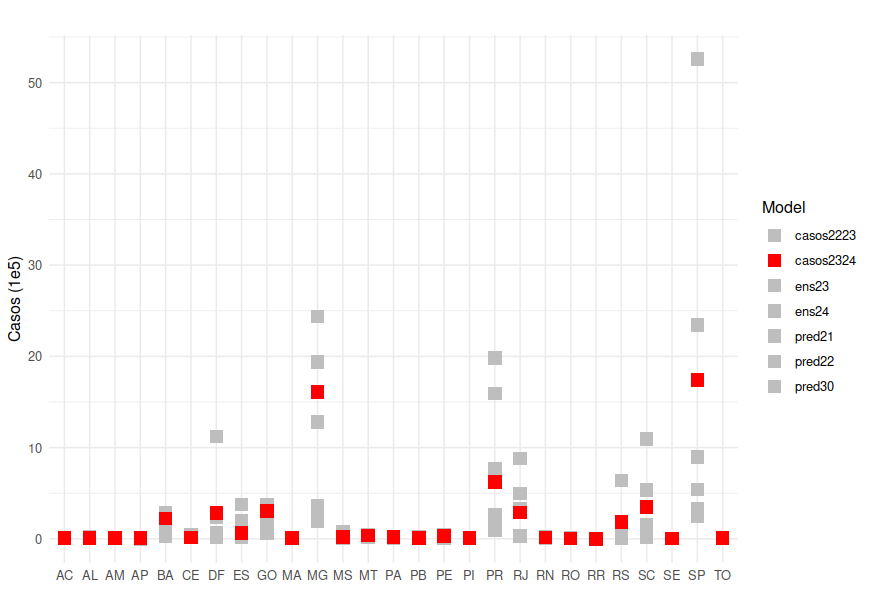 50
40
30
20
10
0
Casos (1e5)
AC AL AM AP BA CE DF ES GO MA MG MS MT PA PB PE PI PR RJ RN RO RR RS SC SE SP TO
Model
casos2223
casos2324
ens23
ens24
pred21
pred22
pred30